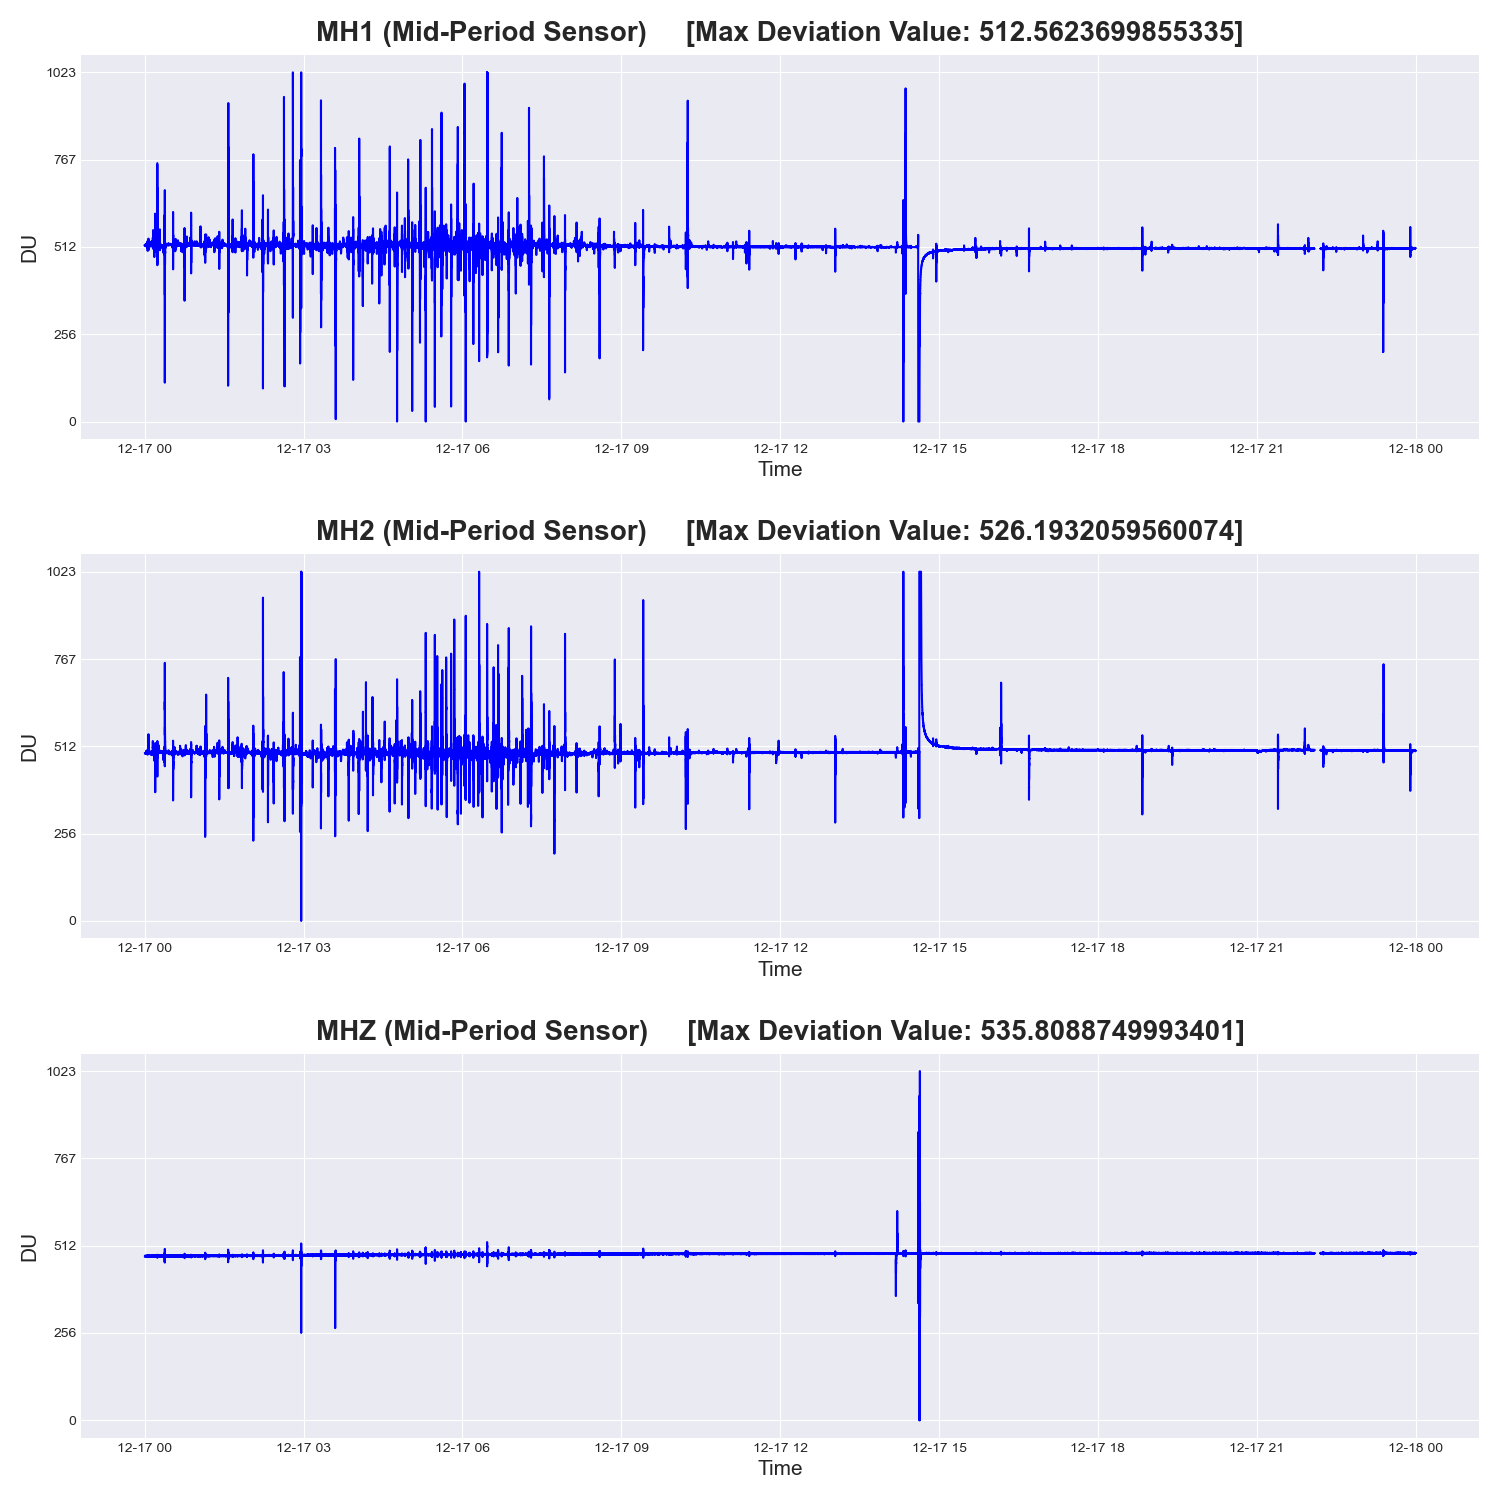 MH1 (Mid-Period Sensor) [Max Deviation Value: 512.5623699855335]
1023
767
512
256
0
DU
12-17 00 12-17 03 12-17 06 12-17 09 12-17 12 12-17 15 12-17 18 12-17 21 12-18 00
Time
MH2 (Mid-Period Sensor) [Max Deviation Value: 526.1932059560074]
1023
767
512
256
0
DU
12-17 00 12-17 03 12-17 06 12-17 09 12-17 12 12-17 15 12-17 18 12-17 21 12-18 00
Time
MHZ (Mid-Period Sensor) [Max Deviation Value: 535.80887499993401]
1023
767
512
256
0
DU
12-17 00 12-17 03 12-17 06 12-17 09 12-17 12 12-17 15 12-17 18 12-17 21 12-18 00
Time